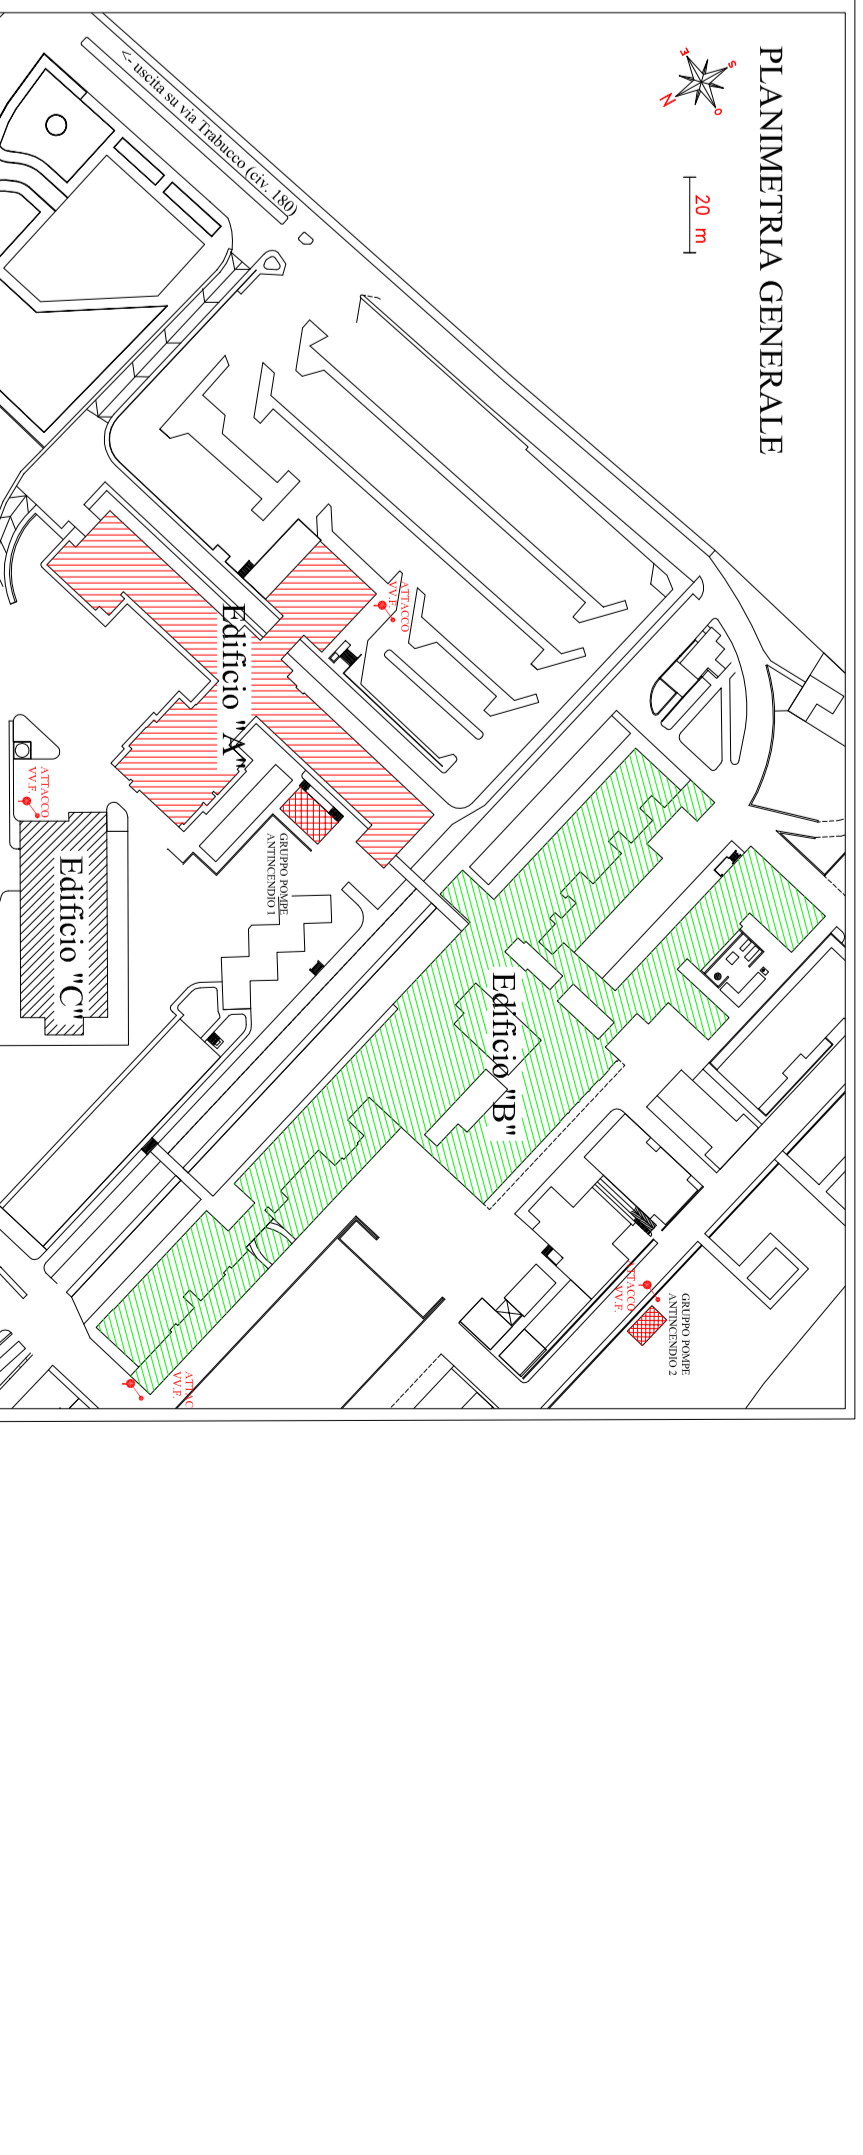 PLANIMETRIA GENERALE
S
E
O
N
20 m
<- uscita su via Trabucco (civ. 180)
ATTACCO
VV.F.
Edificio "A"
GRUPPO POMPE
ANTINCENDIO 1
ATTACCO
VV.F.
Edificio "C"
Edificio "B"
ATTACCO
VV.F.
GRUPPO POMPE
ANTINCENDIO 2
ATTAC
VV.F.